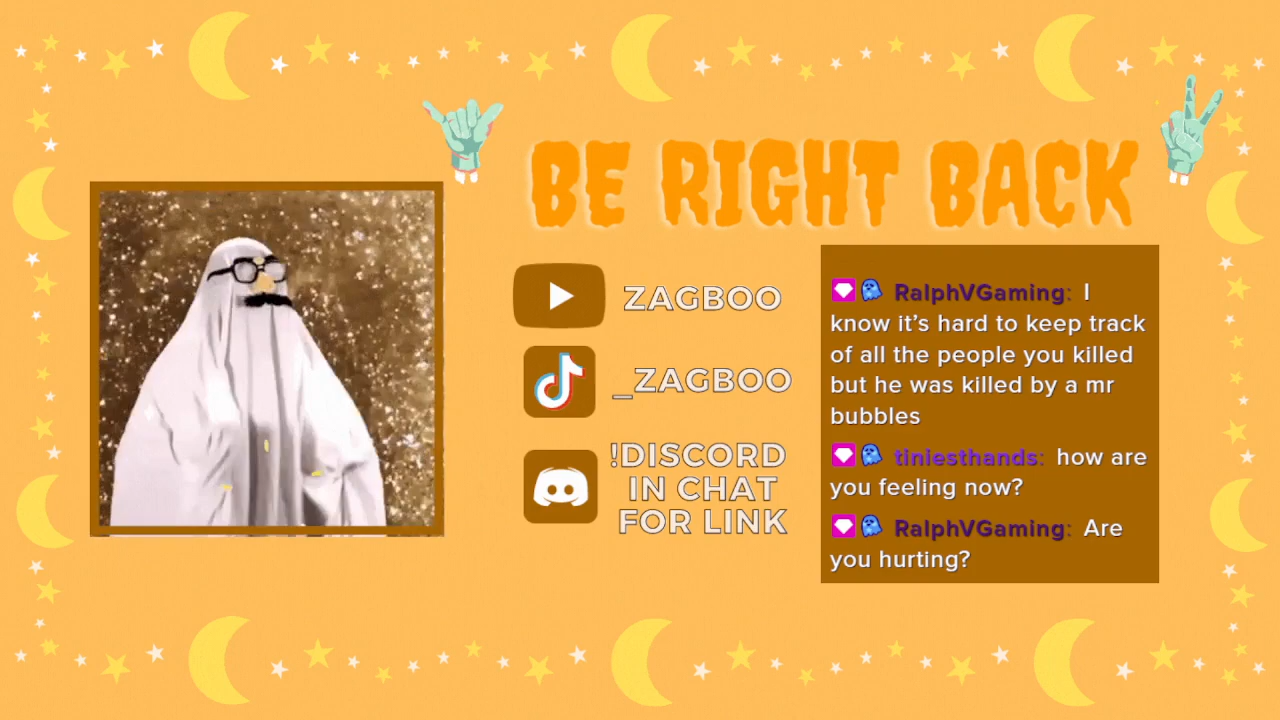 BE RIGHT BACK
ZAGBOO
_ZAGBOO
!DISCORD
IN CHAT
FOR LINK
RalphVGaming: I
know it’s hard to keep track
of all the people you killed
but he was killed by a mr
bubbles
tiniesthands: how are
you feeling now?
RalphVGaming: Are
you hurting?